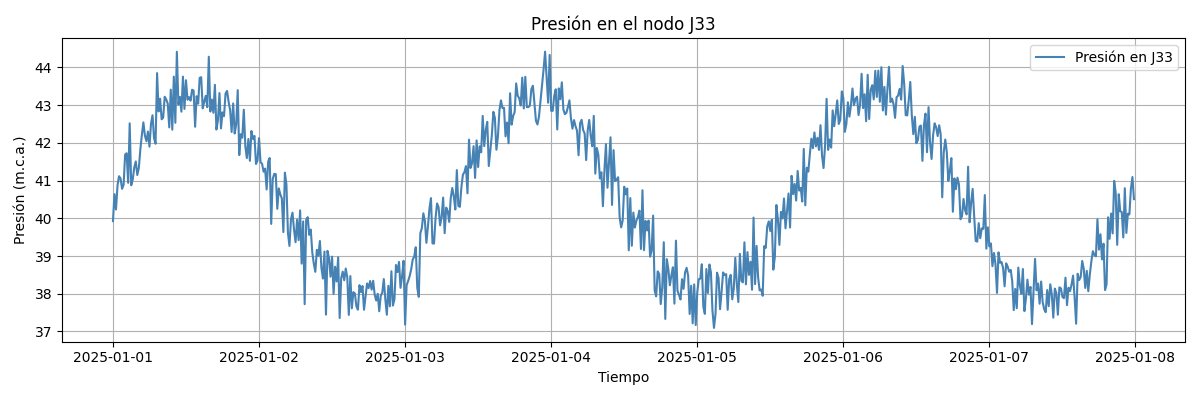 Presión en el nodo J33
Presión en J33
Presión (m.c.a.)
44
43
42
41
40
39
38
37
2025-01-01 2025-01-02 2025-01-03 2025-01-04 2025-01-05 2025-01-06 2025-01-07 2025-01-08
Tiempo